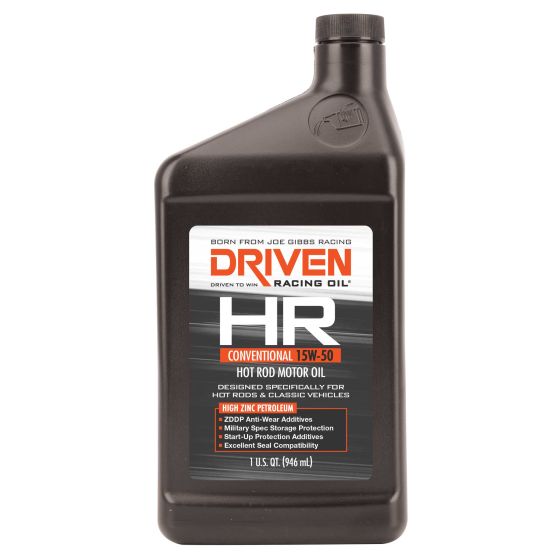 BORN FROM JOE GIBBS RACING
DRIVEN
DRIVEN TO WIN RACING OIL®
HR
CONVENTIONAL 15W-50
HOT ROD MOTOR OIL
DESIGNED SPECIFICALLY FOR
HOT RODS & CLASSIC VEHICLES
HIGH ZINC PETROLEUM
▪ ZDDP Anti-Wear Additives
▪ Military Spec Storage Protection
▪ Start-Up Protection Additives
▪ Excellent Seal Compatibility
1 U.S. QT. (946 mL)